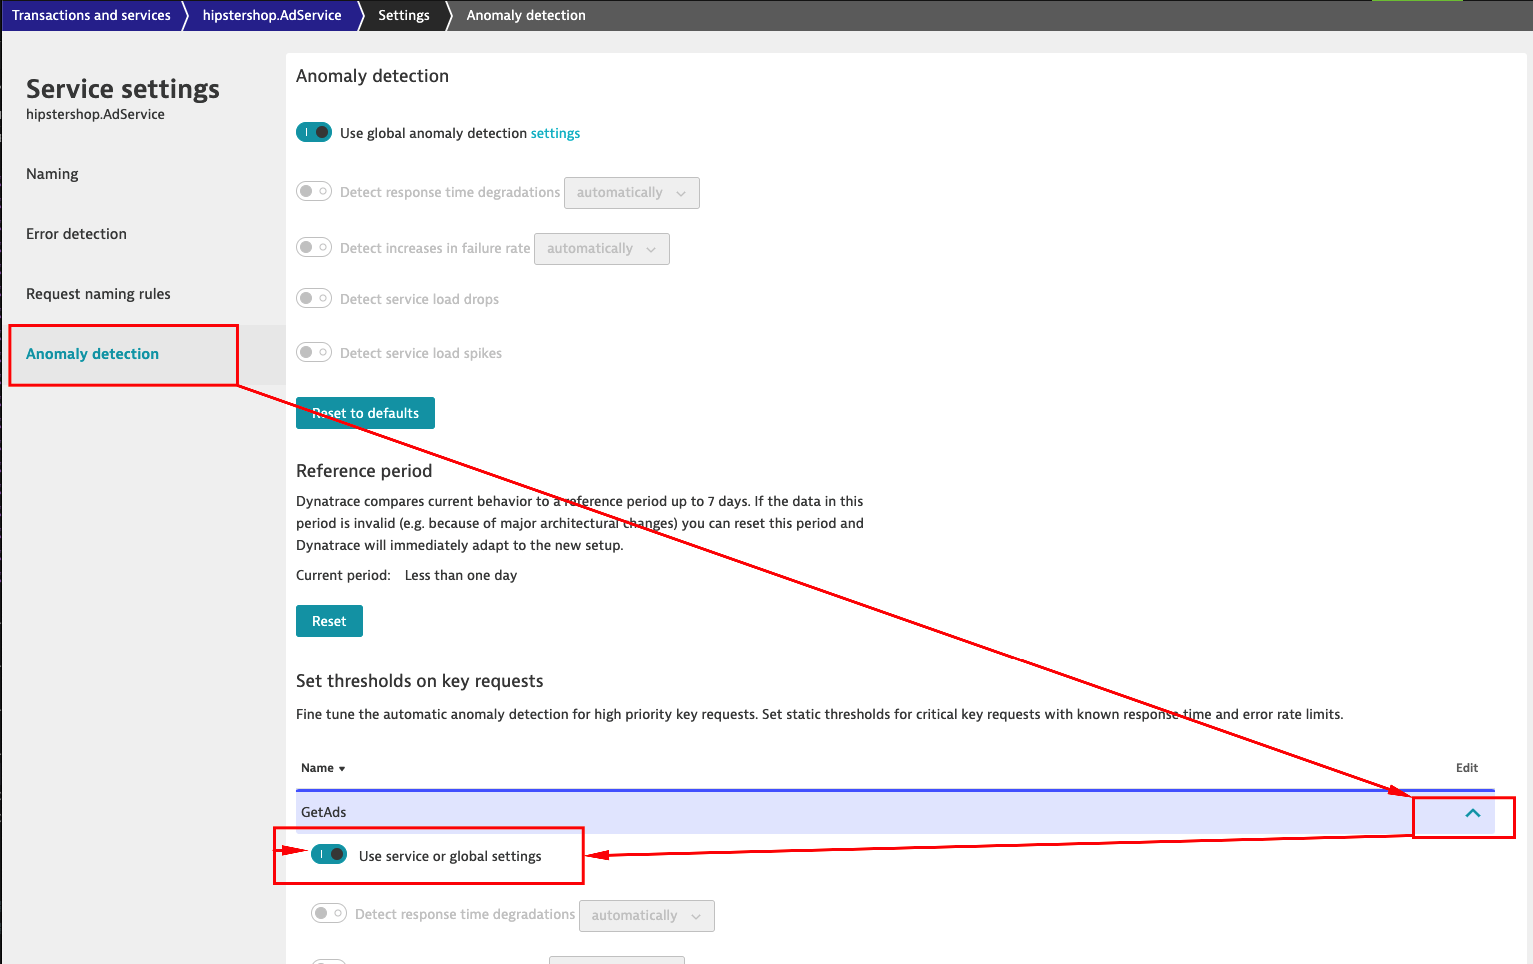 Transactions and services
hipstershop.AdService
Settings
Anomaly detection
Service settings
hipstershop.AdService
Naming
Error detection
Request naming rules
Anomaly detection
Anomaly detection
Use global anomaly detection settings
Detect response time degradations automatically
Detect increases in failure rate automatically
Detect service load drops
Detect service load spikes
Reset to defaults
Reference period
Dynatrace compares current behavior to a reference period up to 7 days. If the data in this
period is invalid (e.g. because of major architectural changes) you can reset this period and
Dynatrace will immediately adapt to the new setup.
Current period: Less than one day
Reset
Set thresholds on key requests
Fine tune the automatic anomaly detection for high priority key requests. Set static thresholds for critical key requests with known response time and error rate limits.
Name Edit
GetAds
Use service or global settings
Detect response time degradations automatically